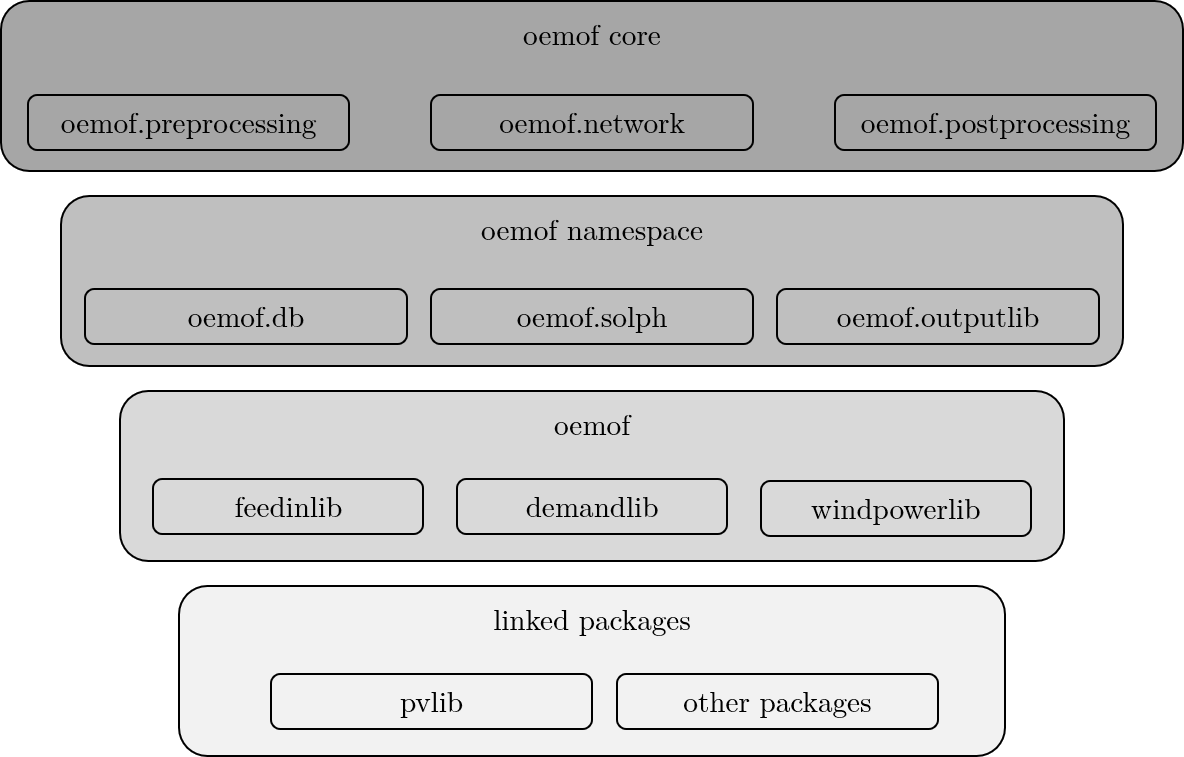 oemof core
oemof.preprocessing
oemof.network
oemof.postprocessing
oemof namespace
oemof.db
oemof.solph
oemof.outputlib
oemof
feedinlib
demandlib
windpowerlib
linked packages
pvlib
other packages